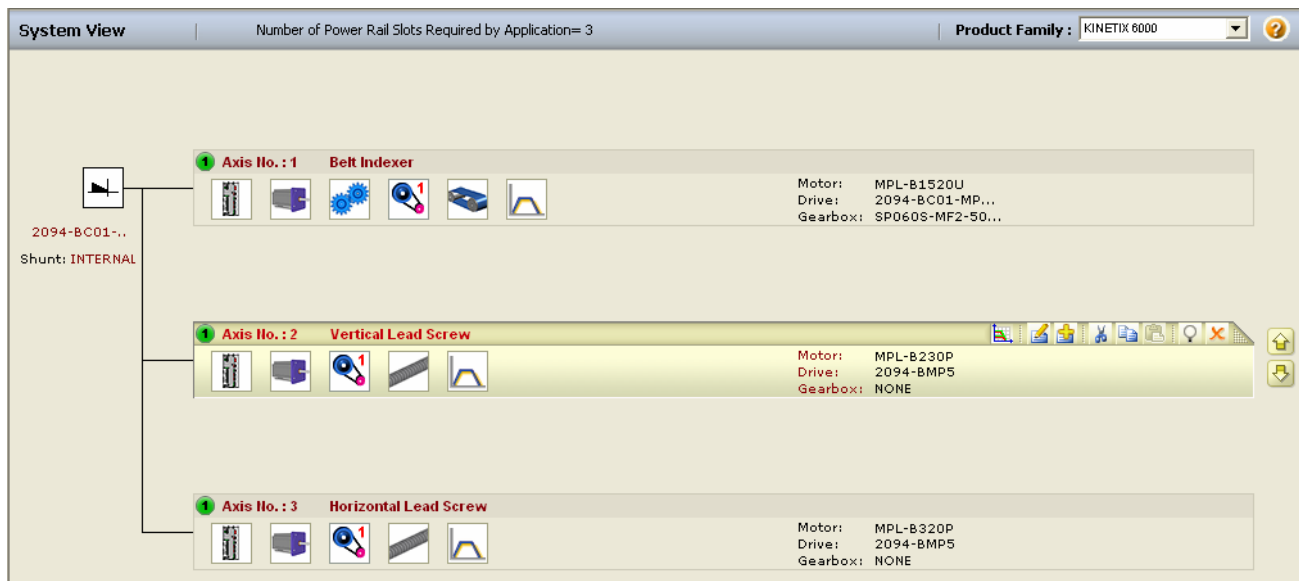 System View
Number of Power Rail Slots Required by Application= 3
Product Family : KINETIX 6000
?
1 Axis No. : 1 Belt Indexer
1
Motor: MPL-B1520U
Drive: 2094-BC01-MP...
Gearbox: SP060S-MF2-50...
2094-BC01-..
Shunt: INTERNAL
1 Axis No. : 2 Vertical Lead Screw
1
Motor: MPL-B230P
Drive: 2094-BMP5
Gearbox: NONE
1 Axis No. : 3 Horizontal Lead Screw
1
Motor: MPL-B320P
Drive: 2094-BMP5
Gearbox: NONE